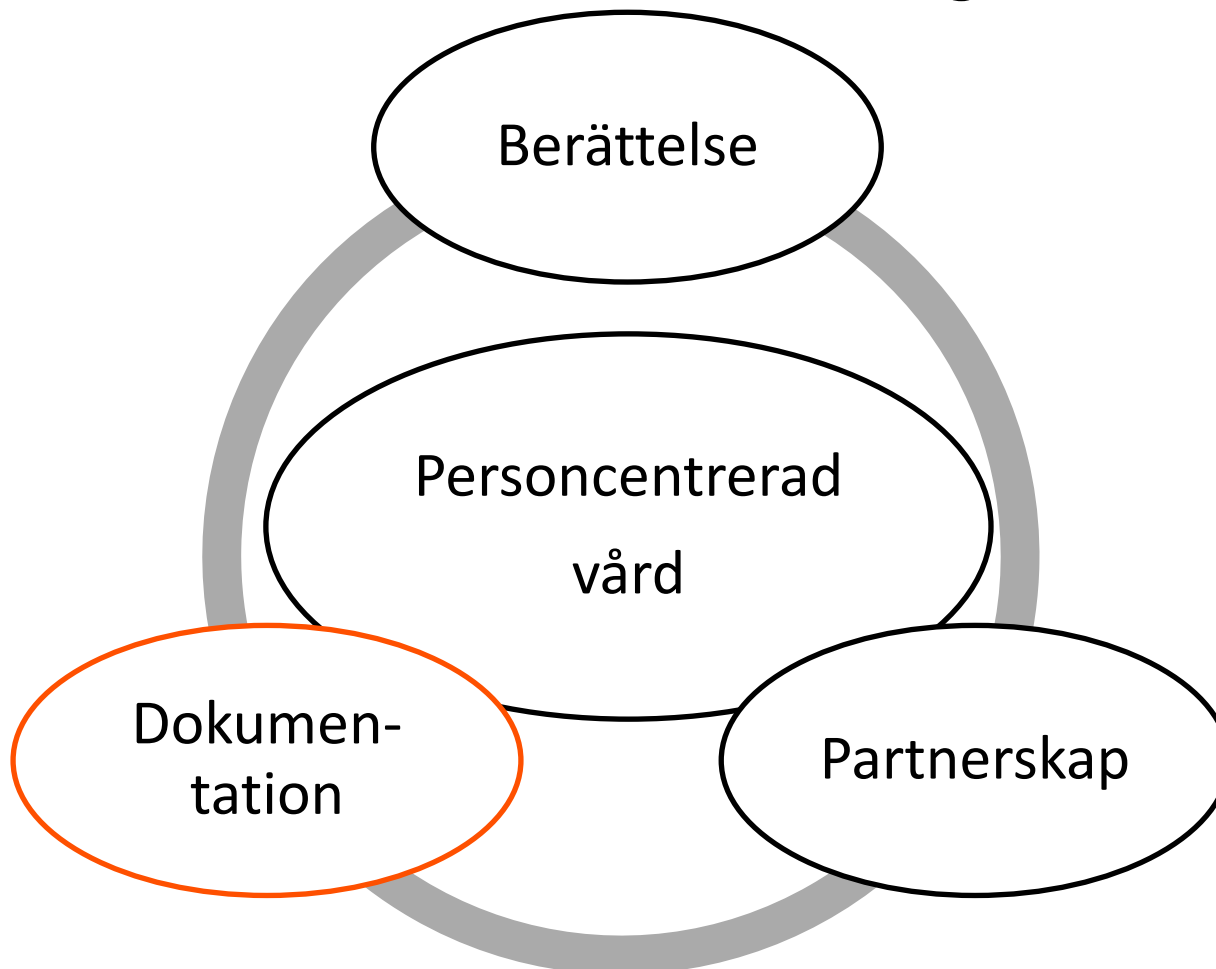 Berättelse
Personcentrerad
vård
Dokumen-
tation
Partnerskap